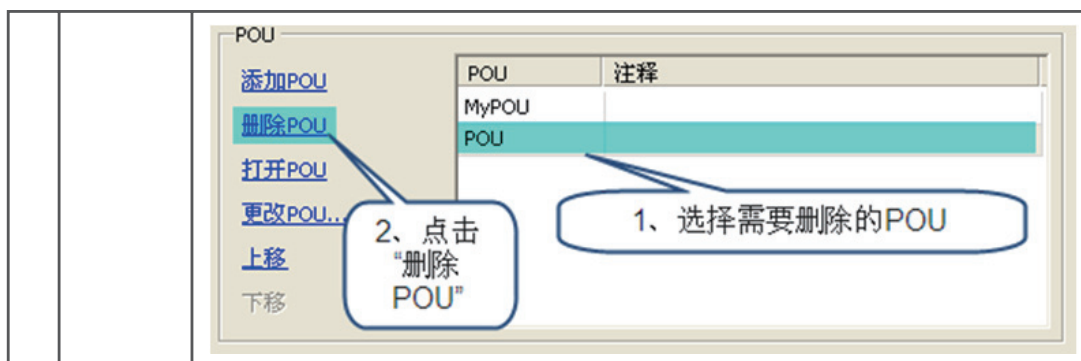 POU
添加POU
删除POU
打开POU
更改POU...
上移
下移
POU 注释
MyPOU
POU
1、选择需要删除的POU
2、点击
“删除
POU”